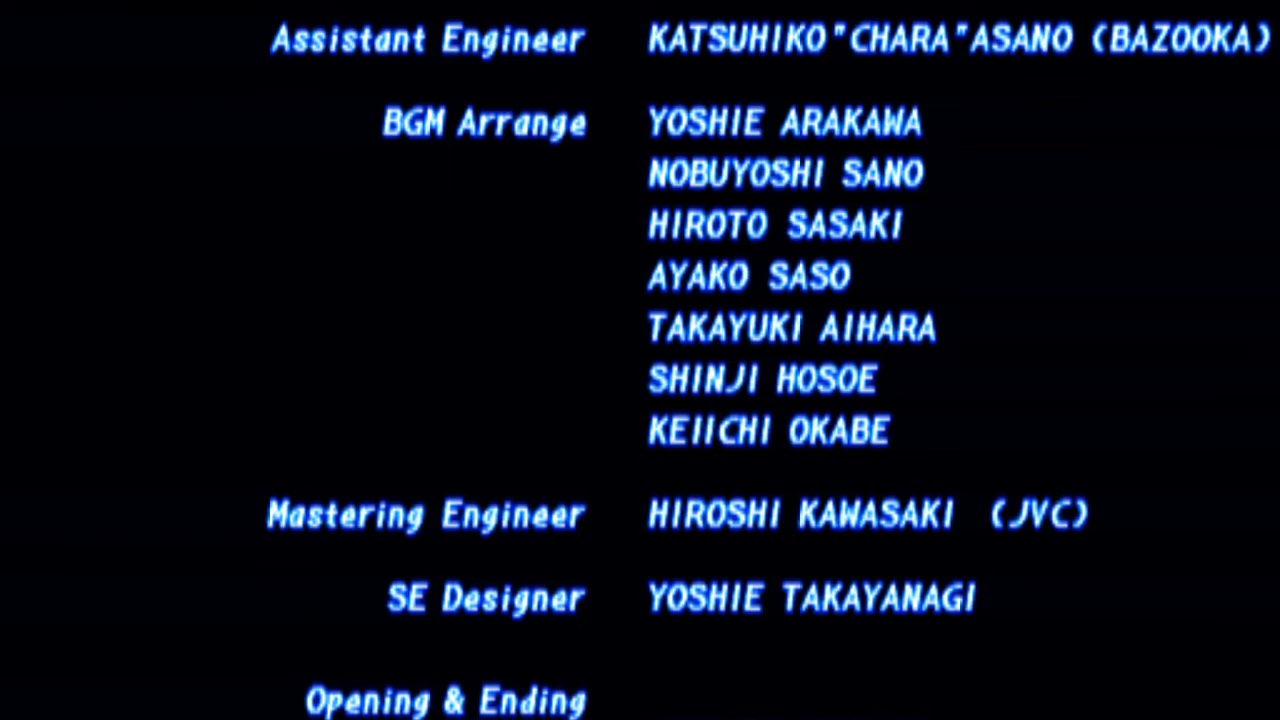 Assistant Engineer KATSUHIKO"CHARA"ASANO (BAZOOKA)
BGM Arrange YOSHIE ARAKAWA
NOBUYOSHI SANO
HIROTO SASAKI
AYAKO SASO
TAKAYUKI AIHARA
SHINJI HOSOE
KEIICHI OKABE
Mastering Engineer HIROSHI KAWASAKI (JVC)
SE Designer YOSHIE TAKAYANAGI
Opening & Ending